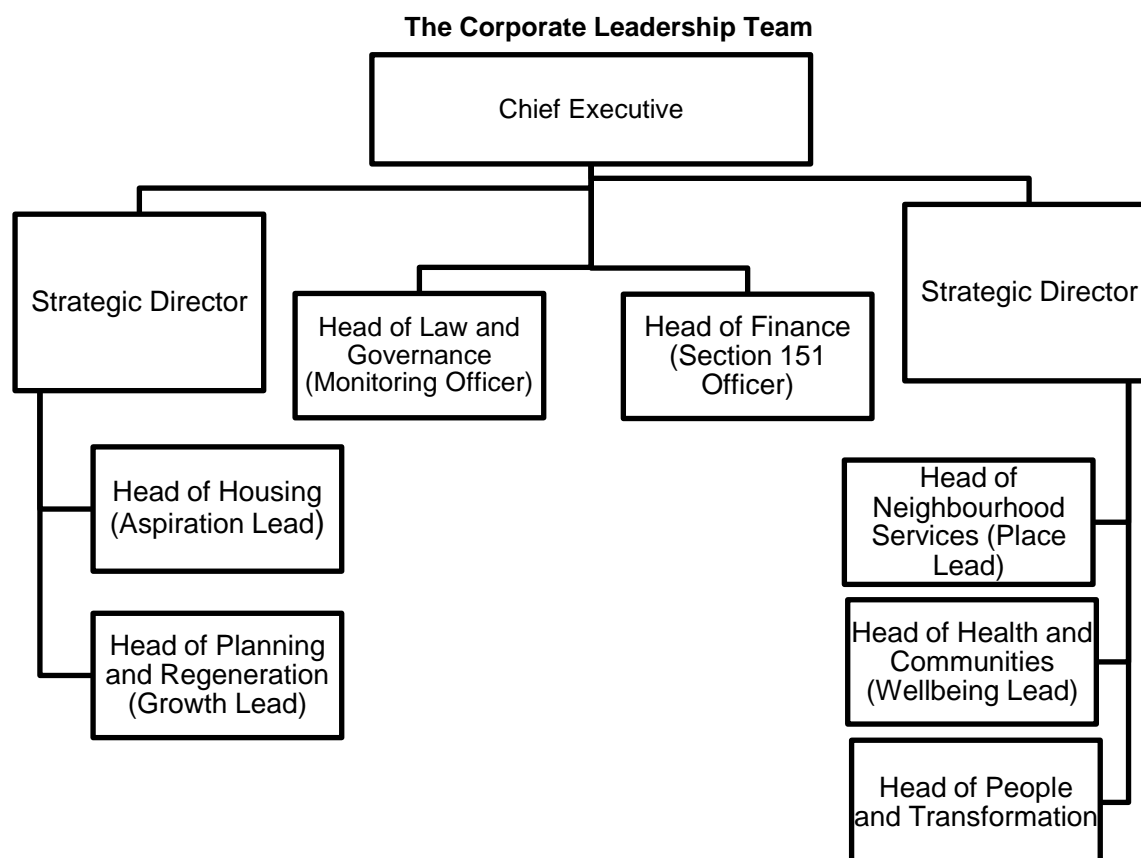 The Corporate Leadership Team
Chief Executive
Strategic Director
Head of Law and
Governance
(Monitoring Officer)
Head of Finance
(Section 151
Officer)
Strategic Director
Head of Housing
(Aspiration Lead)
Head of Planning
and Regeneration
(Growth Lead)
Head of
Neighbourhood
Services (Place
Lead)
Head of Health and
Communities
(Wellbeing Lead)
Head of People
and Transformation